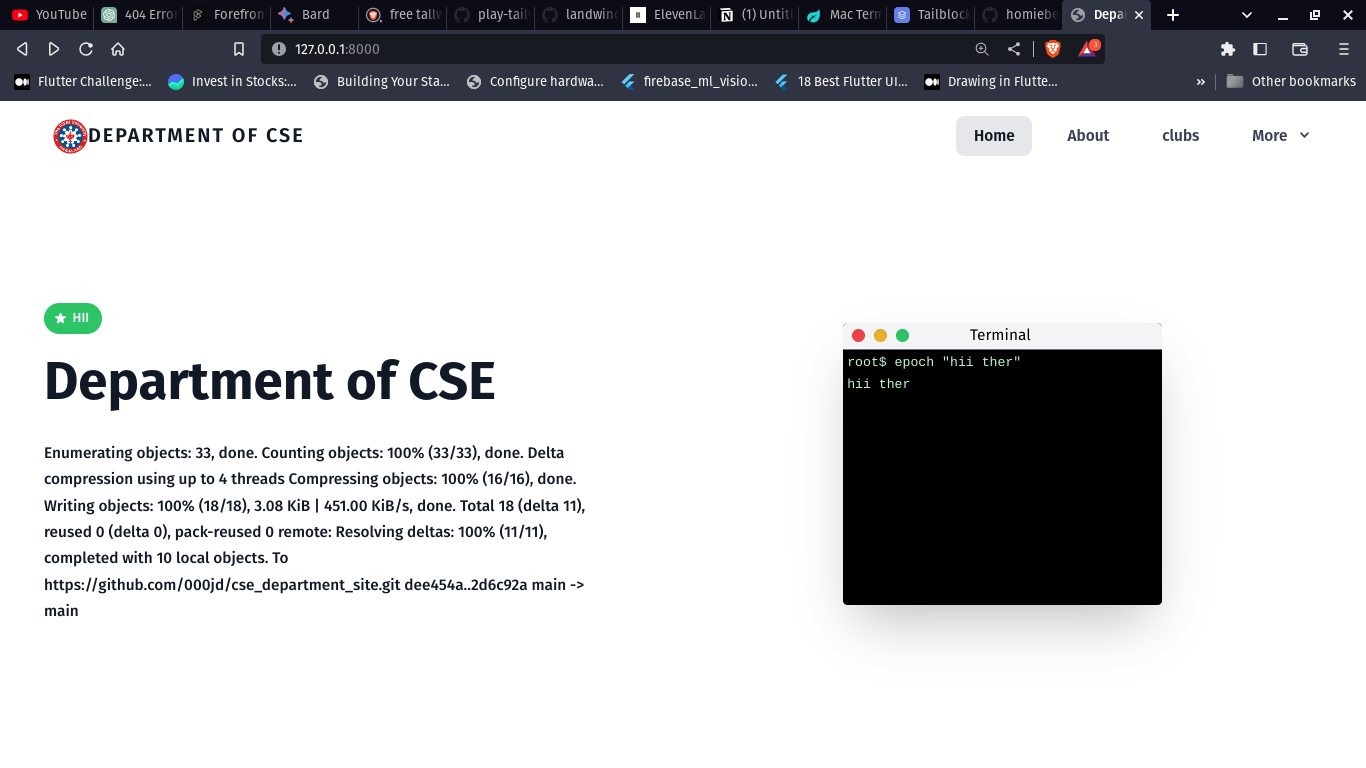 YouTube
404 Erro
Forefron
Bard
free tailw
play-tail
landwind
ElevenLa
(1) Untitl
Mac Term
Tailblock
homiebe
Depa
127.0.0.1:8000
3
Flutter Challenge:...
Invest in Stocks:...
Building Your Sta...
Configure hardwa...
firebase_ml_visio...
18 Best Flutter UI...
Drawing in Flutte...
»
Other bookmarks
DEPARTMENT OF CSE
Home
About
clubs
More
HII
Department of CSE
Enumerating objects: 33, done. Counting objects: 100% (33/33), done. Delta
compression using up to 4 threads Compressing objects: 100% (16/16), done.
Writing objects: 100% (18/18), 3.08 KiB | 451.00 KiB/s, done. Total 18 (delta 11),
reused 0 (delta 0), pack-reused 0 remote: Resolving deltas: 100% (11/11),
completed with 10 local objects. To
https://github.com/000jd/cse_department_site.git dee454a..2d6c92a main ->
main
Terminal
root$ epoch "hii ther"
hii ther